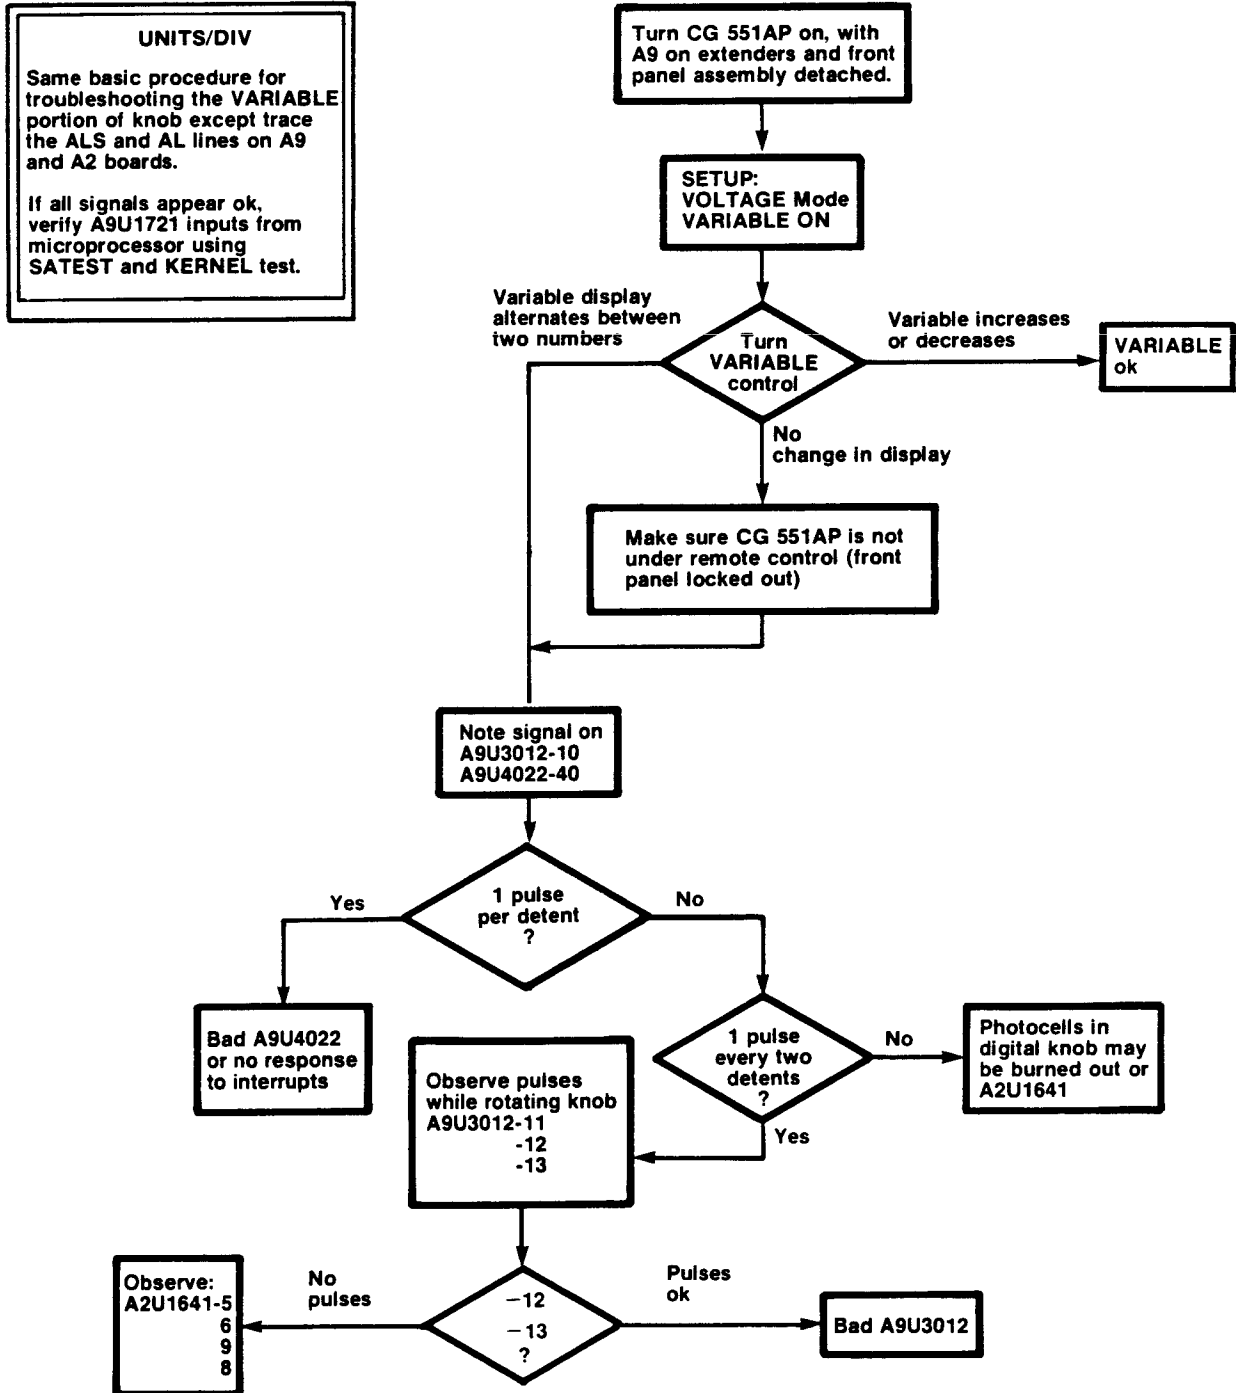 UNITS/DIV
Same basic procedure for
troubleshooting the VARIABLE
portion of knob except trace
the ALS and AL lines on A9
and A2 boards.
If all signals appear ok,
verify A9U1721 inputs from
microprocessor using
SATEST and KERNEL test.
Turn CG 551AP on, with
A9 on extenders and front
panel assembly detached.
SETUP:
VOLTAGE Mode
VARIABLE ON
Variable display
alternates between
two numbers
Turn
VARIABLE
control
Variable increases
or decreases
VARIABLE
ok
No
change in display
Make sure CG 551AP is not
under remote control (front
panel locked out)
Note signal on
A9U3012-10
A9U4022-40
1 pulse
per detent
?
Yes
No
Bad A9U4022
or no response
to interrupts
1 pulse
every two
detents
?
No
Photocells in
digital knob may
be burned out or
A2U1641
Yes
Observe pulses
while rotating knob
A9U3012-11
-12
-13
−12
−13
?
No
pulses
Observe:
A2U1641-5
6
9
8
Pulses
ok
Bad A9U3012